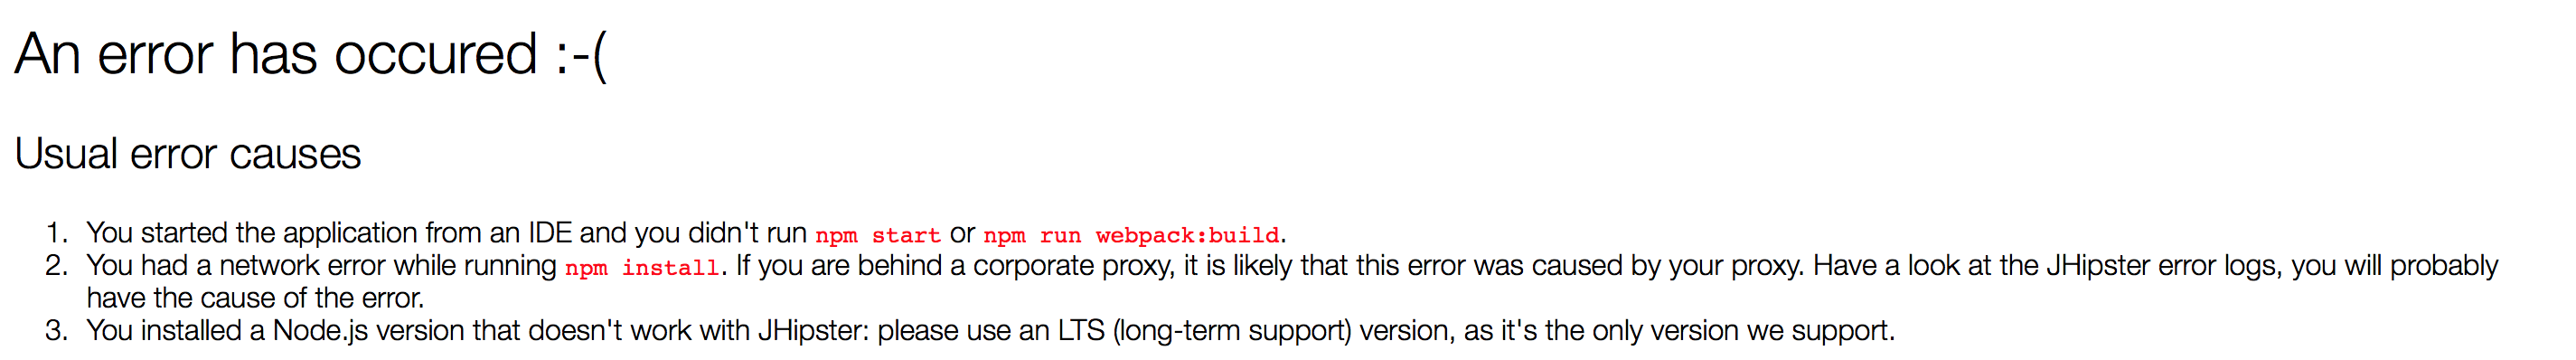 An error has occured :-(
Usual error causes
1. You started the application from an IDE and you didn't run npm start or npm run webpack:build.
2. You had a network error while running npm install. If you are behind a corporate proxy, it is likely that this error was caused by your proxy. Have a look at the JHipster error logs, you will probably
have the cause of the error.
3. You installed a Node.js version that doesn't work with JHipster: please use an LTS (long-term support) version, as it's the only version we support.